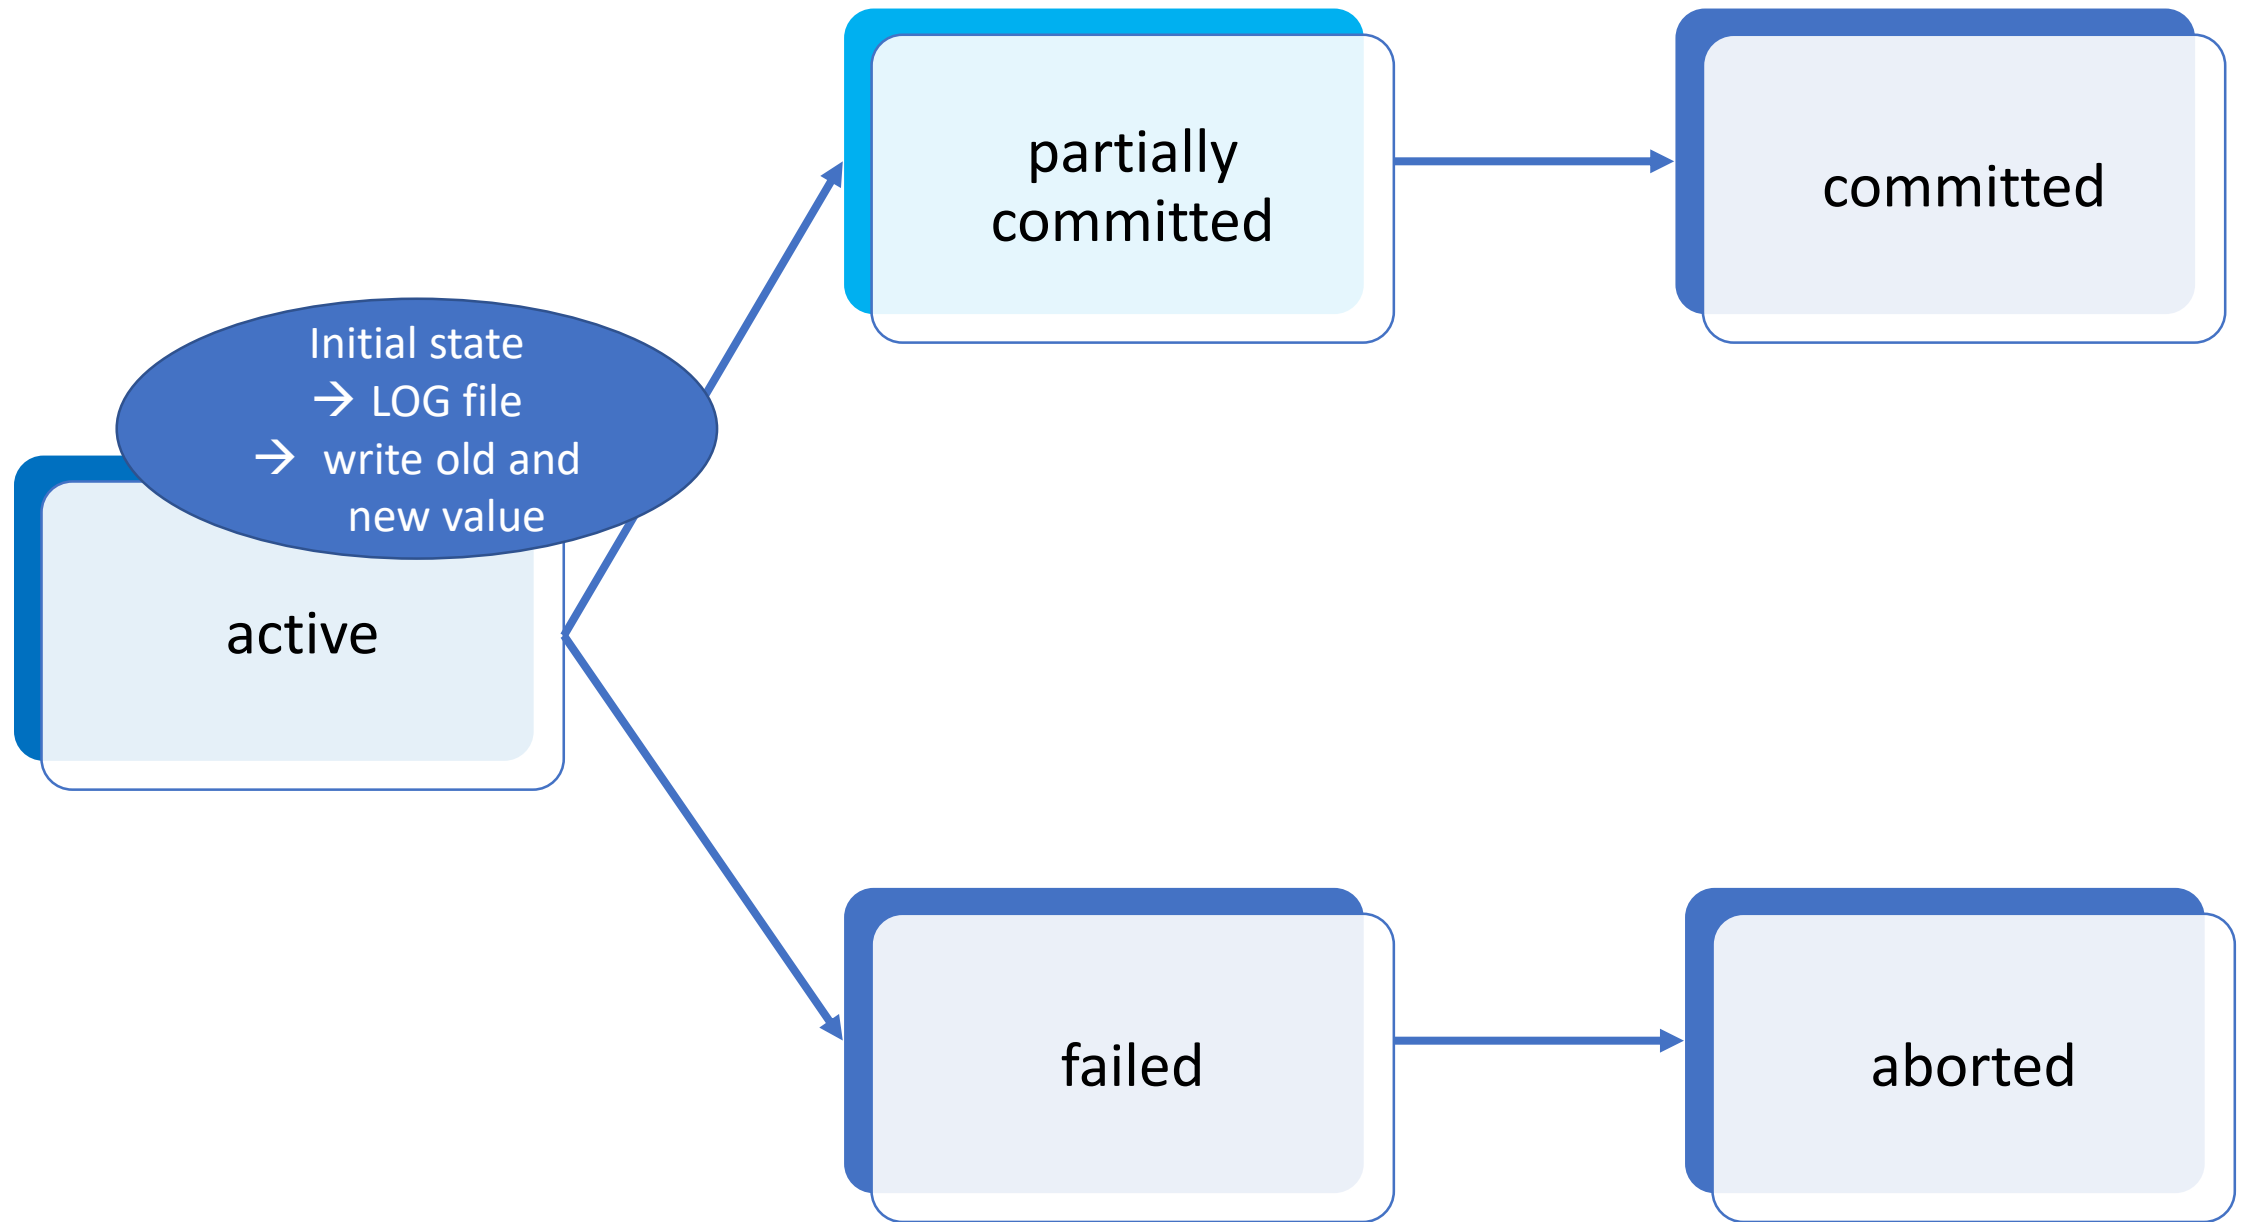 partially
committed
committed
Initial state
→ LOG file
→ write old and
new value
active
failed
aborted